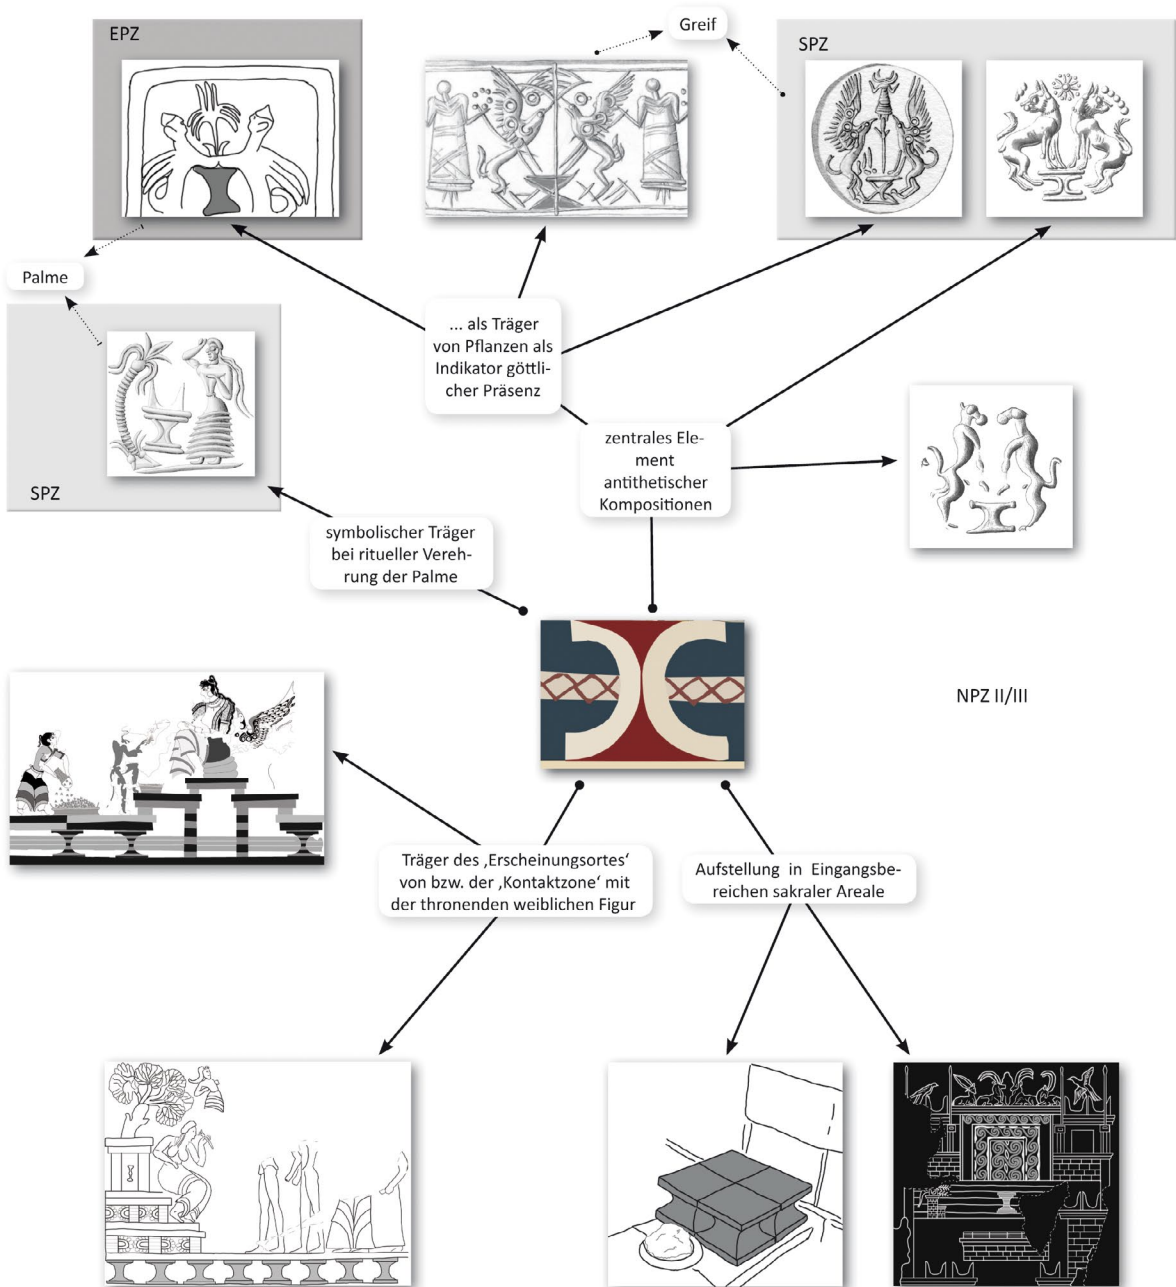 EPZ
Greif
SPZ
Palme
... als Träger
von Pflanzen als
Indikator göttli-
cher Präsenz
zentrales Ele-
ment
antithetischer
Kompositionen
SPZ
symbolischer Träger
bei ritueller Vereh-
rung der Palme
NPZ II/III
Träger des ‚Erscheinungsortes‘
von bzw. der ‚Kontaktzone‘ mit
der thronenden weiblichen Figur
Aufstellung in Eingangsbe-
reichen sakraler Areale